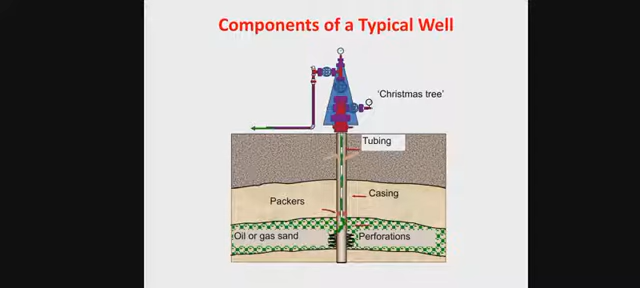 Components of a Typical Well
'Christmas tree'
Tubing
Casing
Packers
Oil or gas sand
Perforations